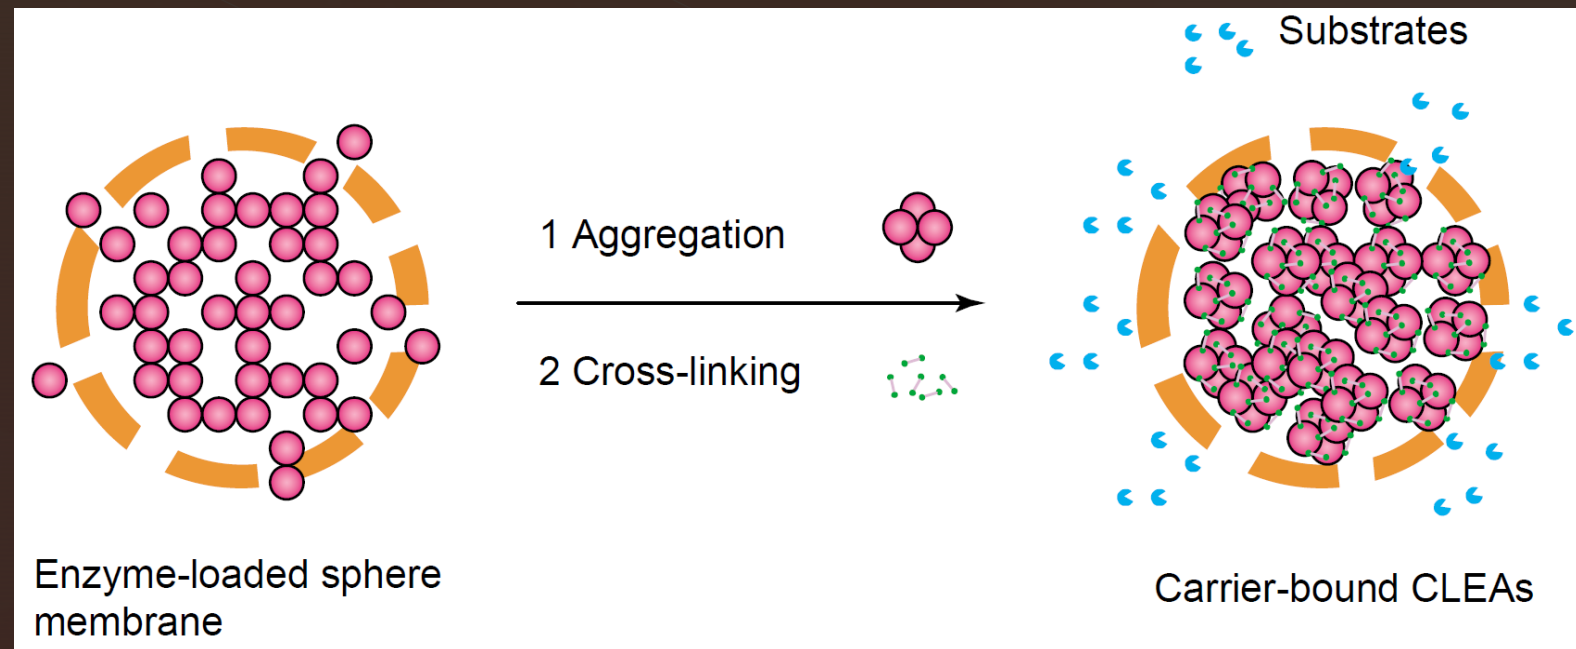 Substrates
1 Aggregation
2 Cross-linking
Enzyme-loaded sphere
membrane
Carrier-bound CLEAs